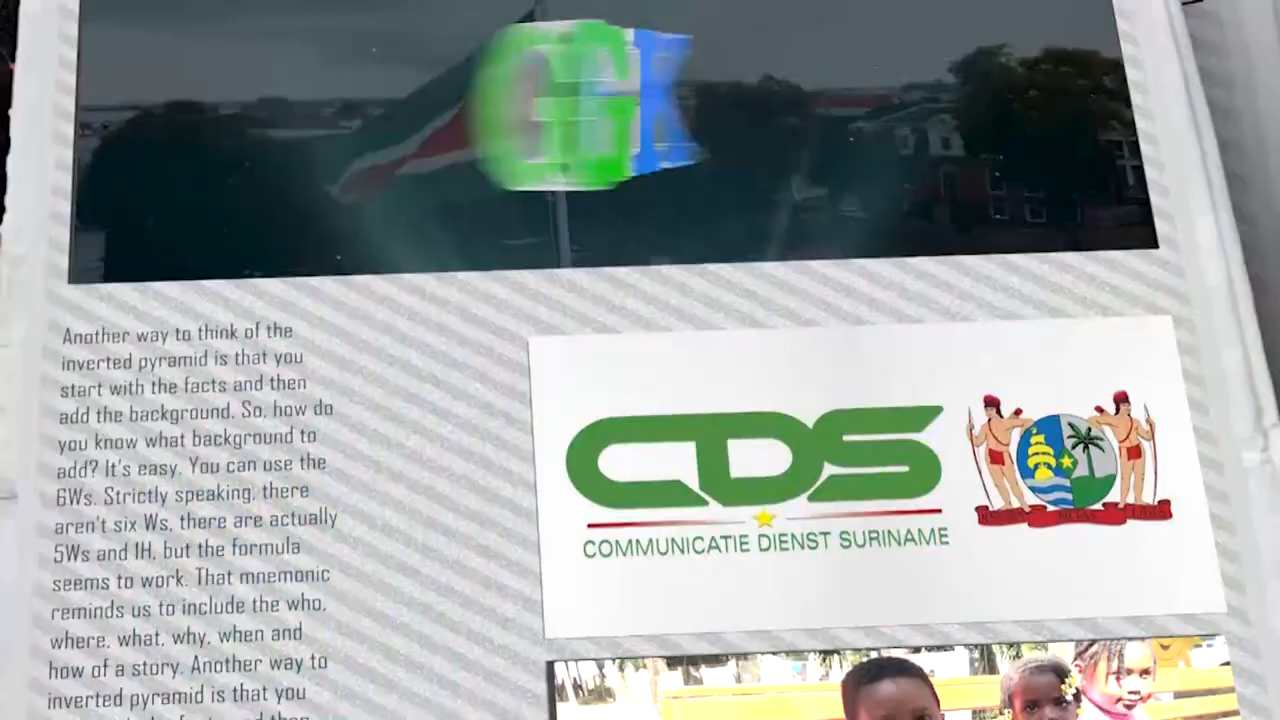 GGK
Another way to think of the
inverted pyramid is that you
start with the facts and then
add the background. So, how do
you know what background to
add? It's easy. You can use the
6Ws. Strictly speaking, there
aren't six Ws, there are actually
5Ws and 1H, but the formula
seems to work. That mnemonic
reminds us to include the who,
where, what, why, when and
how of a story. Another way to
inverted pyramid is that you
CDS
COMMUNICATIE DIENST SURINAME